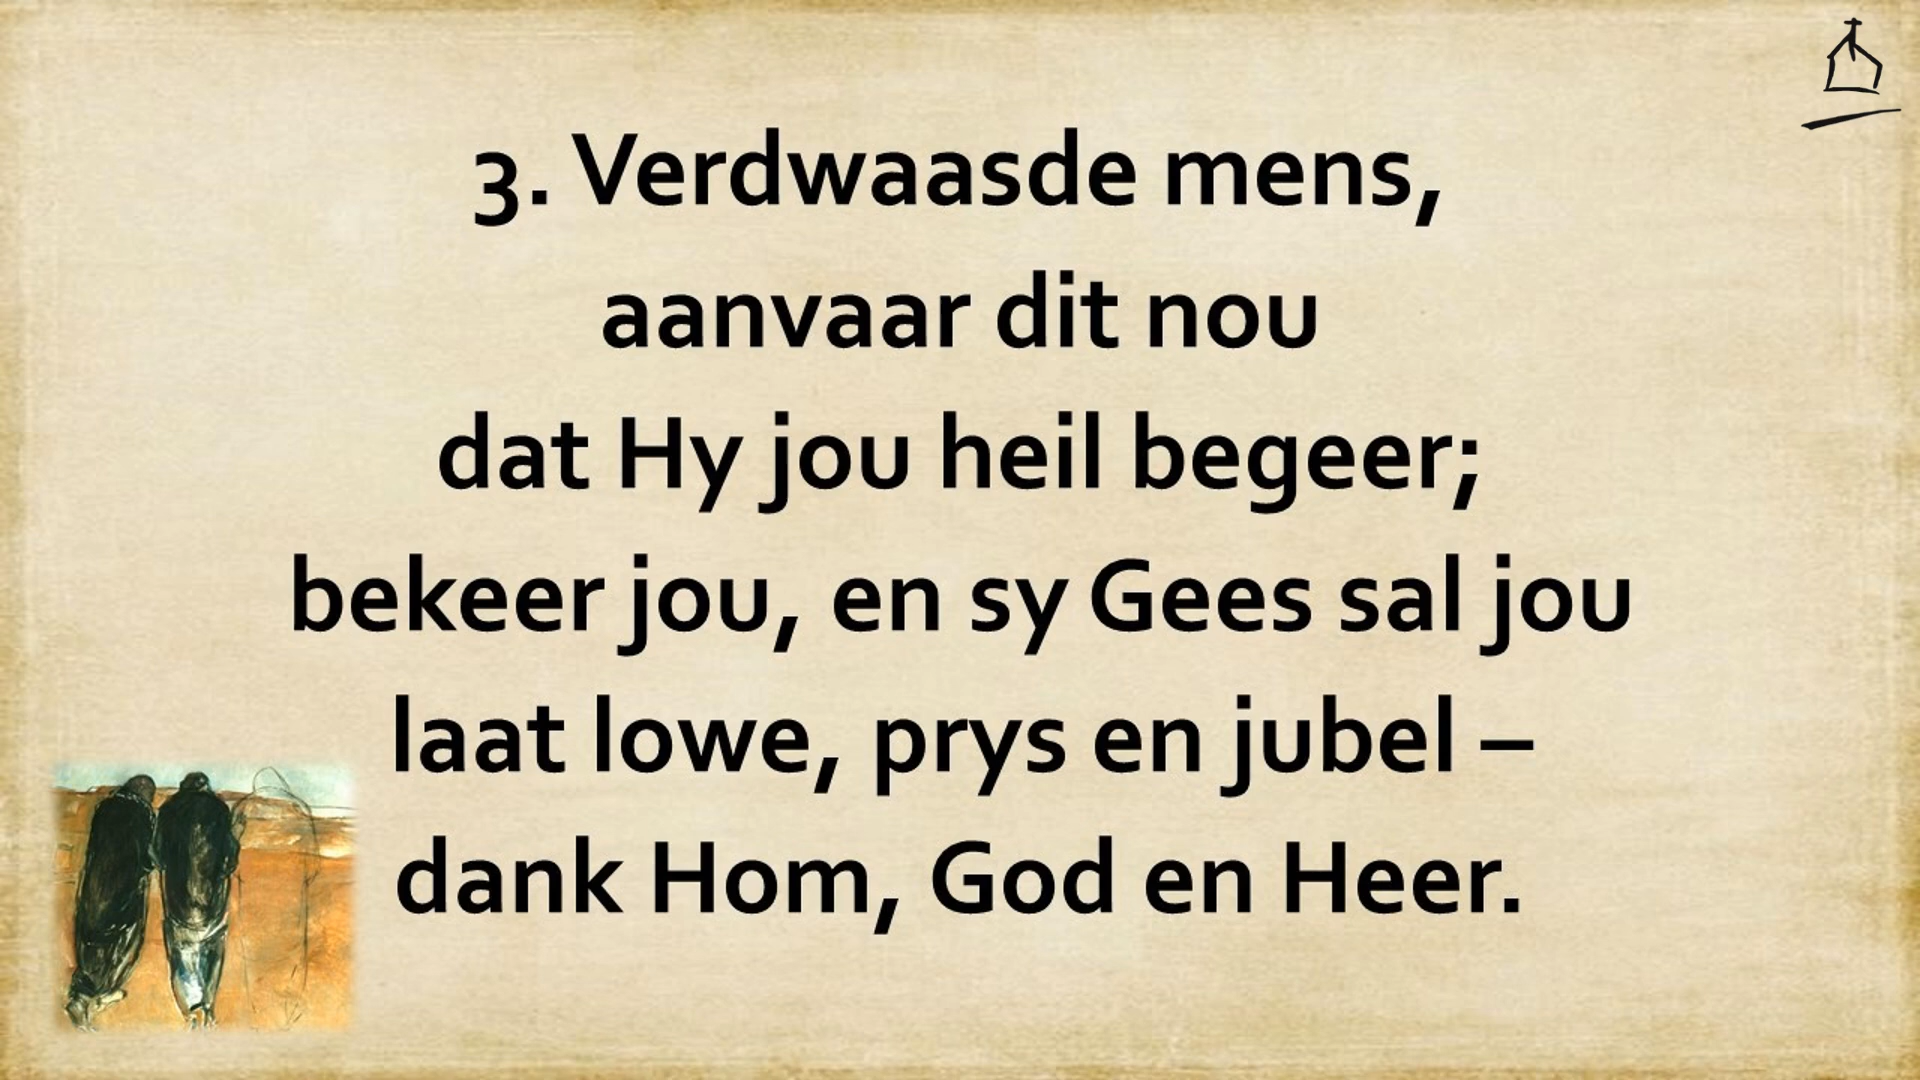 3. Verdwaasde mens,
aanvaar dit nou
dat Hy jou heil begeer;
bekeer jou, en sy Gees sal jou
laat lowe, prys en jubel –
dank Hom, God en Heer.